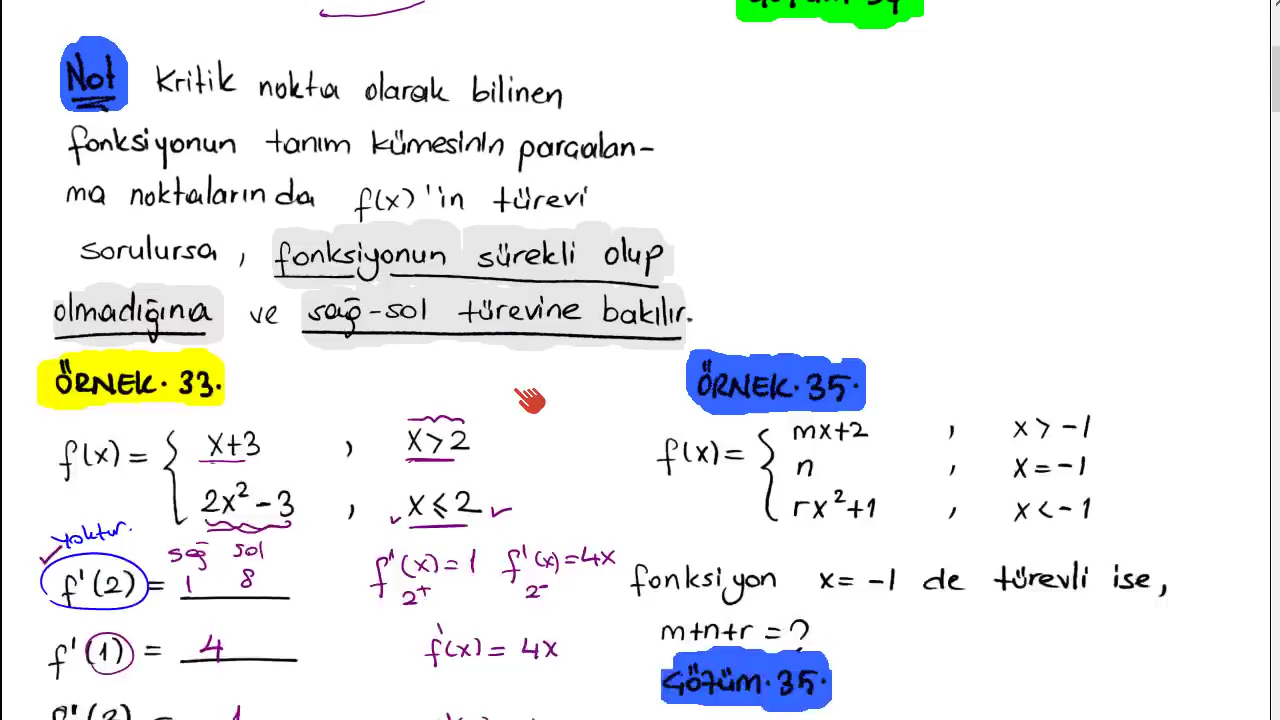 Not Kritik nokta olarak bilinen
fonksiyonun tanım kümesinin parçalan-
ma noktalarında f(x)'in türevi
sorulursa, fonksiyonun sürekli olup
olmadığına ve sağ-sol türevine bakılır.
ÖRNEK.33.
f(x) = { x+3 , x>2
2x²-3 , x≤2
yoktur.
sağ sol
f'(2) = 1 8
f'(x)=1 f'(x)=4x
2⁺ 2⁻
f'(1) = 4 f'(x) = 4x
ÖRNEK.35.
f(x) = { mx+2 , x>-1
n , x=-1
rx²+1 , x<-1
fonksiyon x=-1 de türevli ise,
m+n+r = ?
ÇÖZÜM.35.